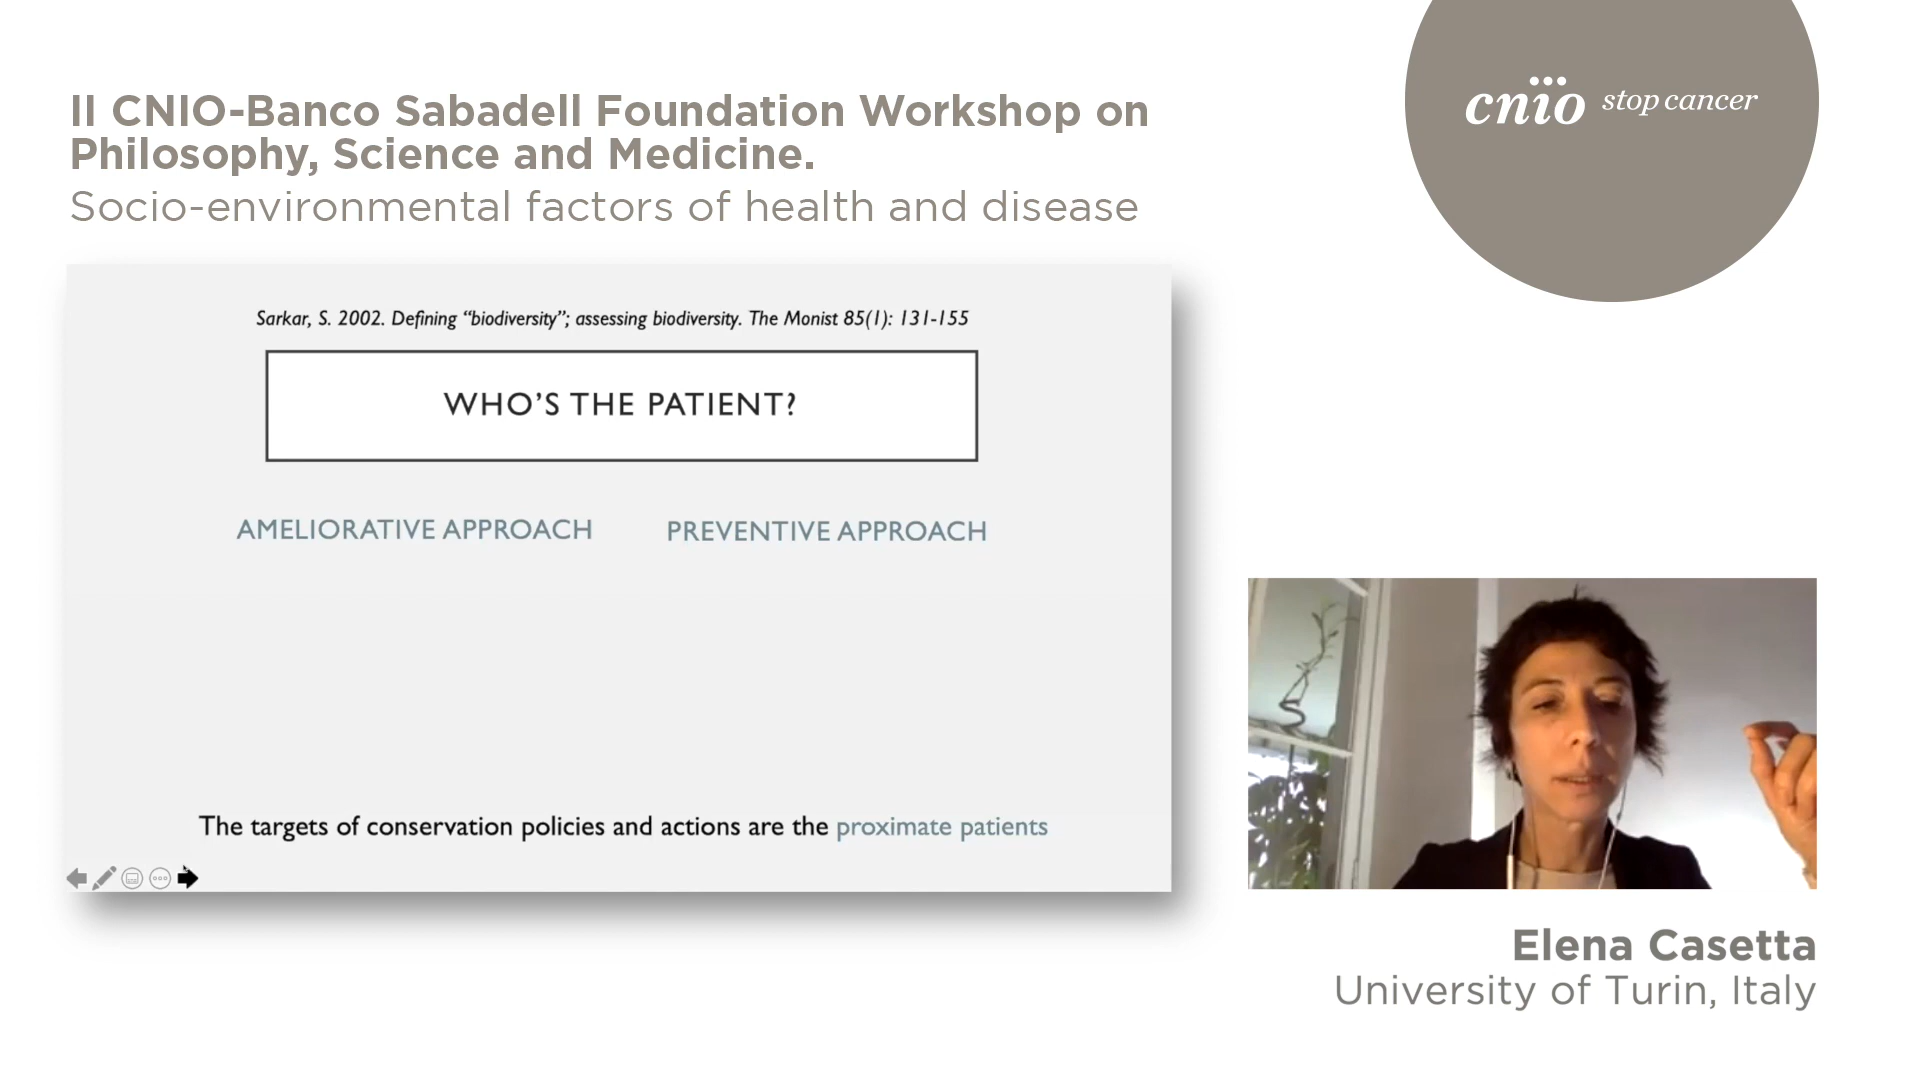 II CNIO-Banco Sabadell Foundation Workshop on
Philosophy, Science and Medicine.
Socio-environmental factors of health and disease
cnio stop cancer
Sarkar, S. 2002. Defining “biodiversity”; assessing biodiversity. The Monist 85(1): 131-155
WHO’S THE PATIENT?
AMELIORATIVE APPROACH PREVENTIVE APPROACH
The targets of conservation policies and actions are the proximate patients
Elena Casetta
University of Turin, Italy